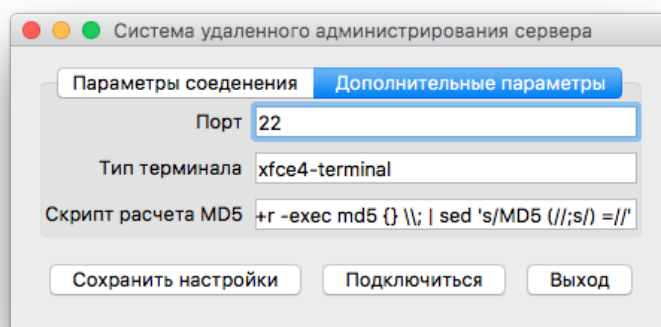 Система удаленного администрирования сервера
Параметры соеденения Дополнительные параметры
Порт 22
Тип терминала xfce4-terminal
Скрипт расчета MD5 +r -exec md5 {} \\; | sed 's/MD5 (//;s/) =//'
Сохранить настройки Подключиться Выход